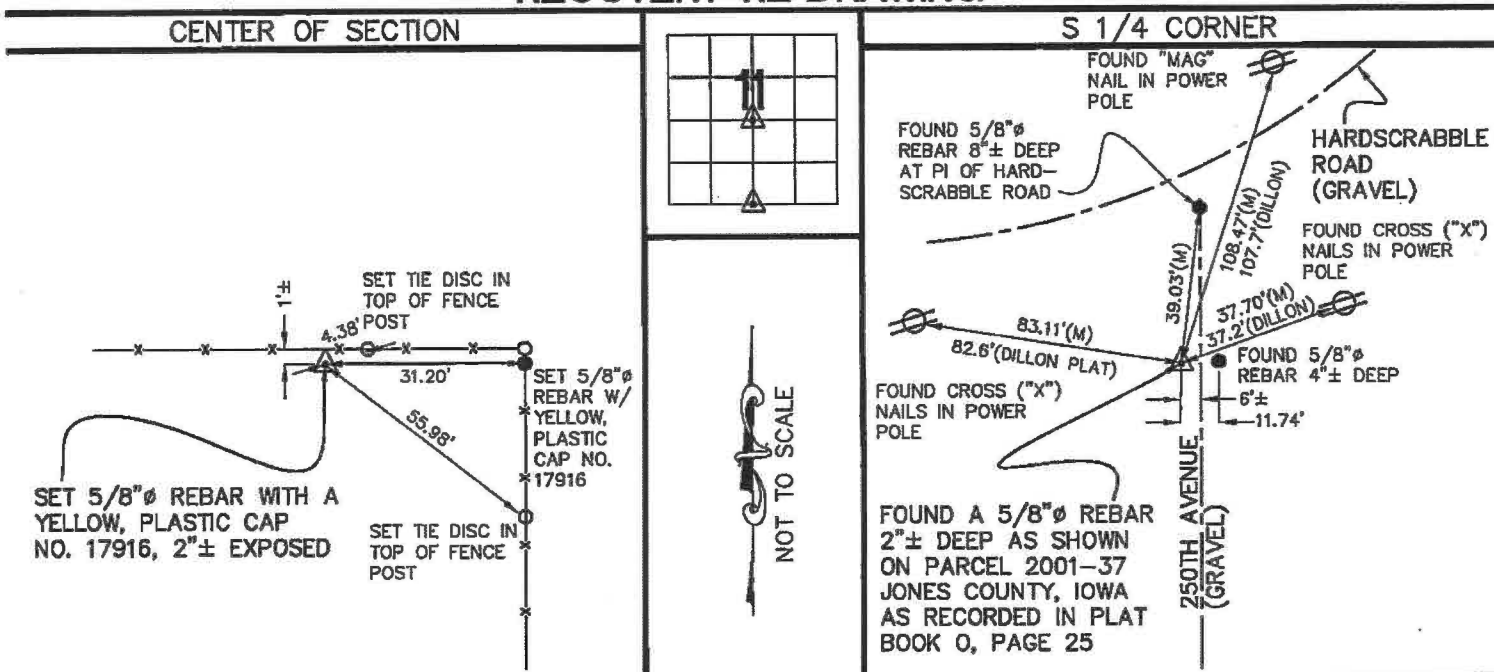 CENTER OF SECTION
1'±
SET TIE DISC IN
TOP OF FENCE
POST
4.38'
31.20'
55.98'
SET 5/8"ø
REBAR W/
YELLOW,
PLASTIC
CAP NO.
17916
SET 5/8"ø REBAR WITH A
YELLOW, PLASTIC CAP
NO. 17916, 2"± EXPOSED
SET TIE DISC IN
TOP OF FENCE
POST
11
NOT TO SCALE
S 1/4 CORNER
FOUND "MAG"
NAIL IN POWER
POLE
FOUND 5/8"ø
REBAR 8"± DEEP
AT PI OF HARD-
SCRABBLE ROAD
HARDSCRABBLE
ROAD
(GRAVEL)
108.47'(M)
107.7'(DILLON)
FOUND CROSS ("X")
NAILS IN POWER
POLE
39.03'(M)
37.70'(M)
37.2'(DILLON)
83.11'(M)
82.6'(DILLON PLAT)
FOUND 5/8"ø
REBAR 4"± DEEP
6'±
11.74'
FOUND CROSS ("X")
NAILS IN POWER
POLE
250TH AVENUE
(GRAVEL)
FOUND A 5/8"ø REBAR
2"± DEEP AS SHOWN
ON PARCEL 2001-37
JONES COUNTY, IOWA
AS RECORDED IN PLAT
BOOK O, PAGE 25